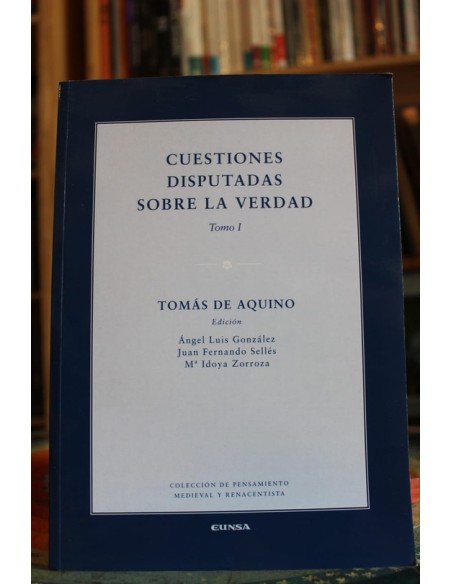 CUESTIONES
DISPUTADAS
SOBRE LA VERDAD
Tomo I
TOMÁS DE AQUINO
Edición
Ángel Luis González
Juan Fernando Sellés
Mª Idoya Zorroza
COLECCIÓN DE PENSAMIENTO
MEDIEVAL Y RENACENTISTA
EUNSA